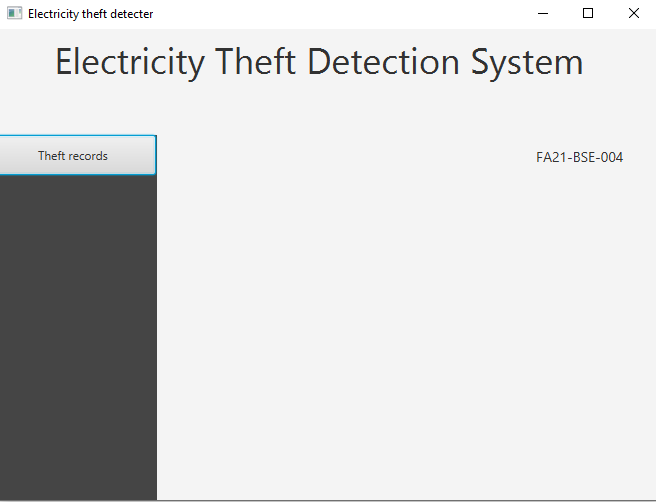 Electricity theft detecter
Electricity Theft Detection System
Theft records
FA21-BSE-004